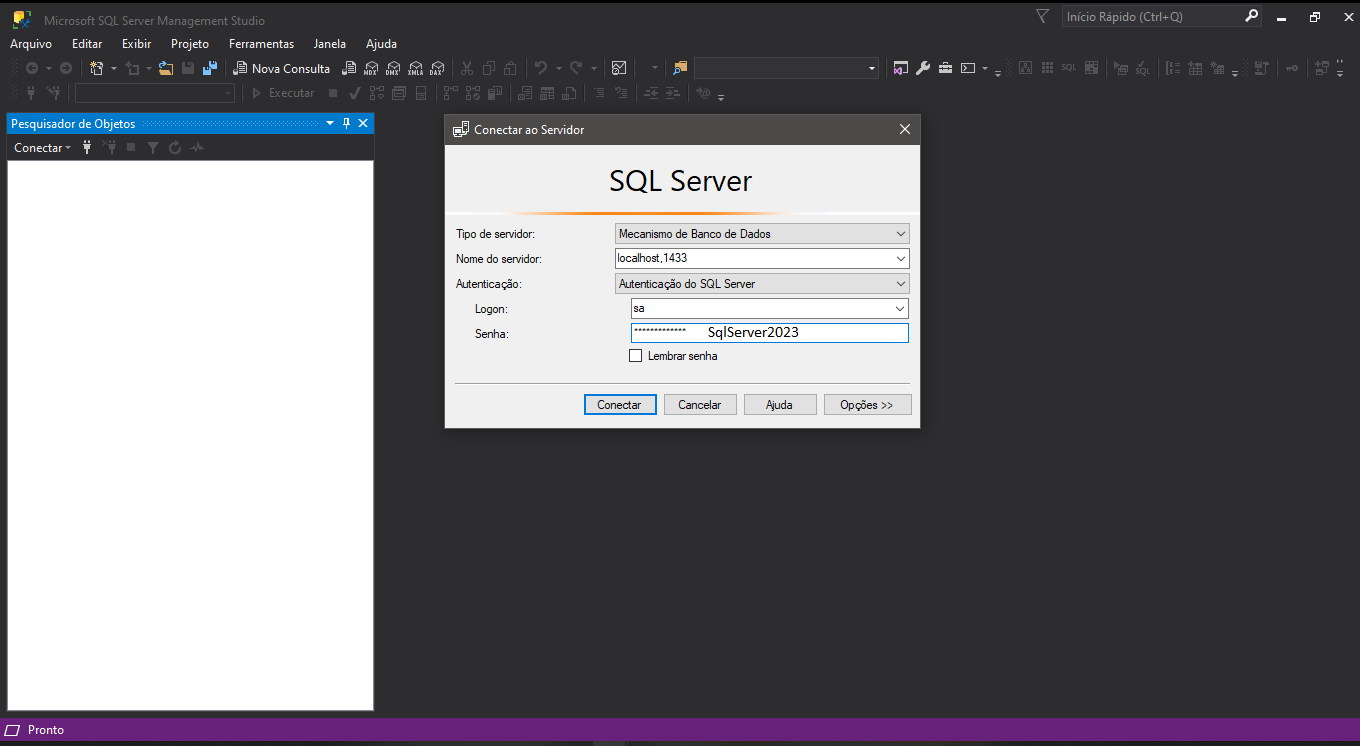 Microsoft SQL Server Management Studio
Início Rápido (Ctrl+Q)
Arquivo Editar Exibir Projeto Ferramentas Janela Ajuda
Nova Consulta MDX DMX XMLA DAX
SQL SQL
Executar
Pesquisador de Objetos
Conectar
Conectar ao Servidor
SQL Server
Tipo de servidor: Mecanismo de Banco de Dados
Nome do servidor: localhost,1433
Autenticação: Autenticação do SQL Server
Logon: sa
Senha: ************* SqlServer2023
Lembrar senha
Conectar Cancelar Ajuda Opções >>
Pronto